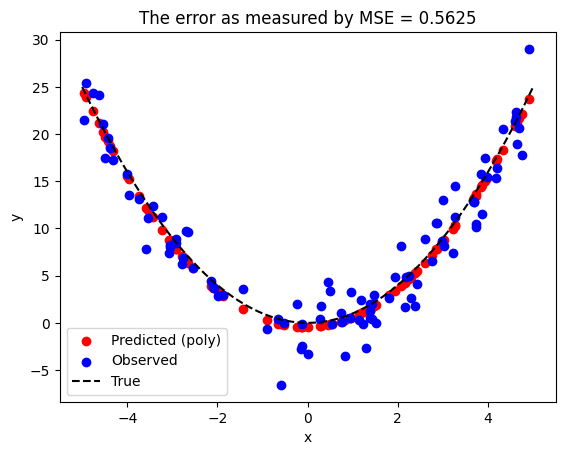 The error as measured by MSE = 0.5625
30
25
20
15
10
5
0
−5
y
Predicted (poly)
Observed
True
−4
−2
0
2
4
x